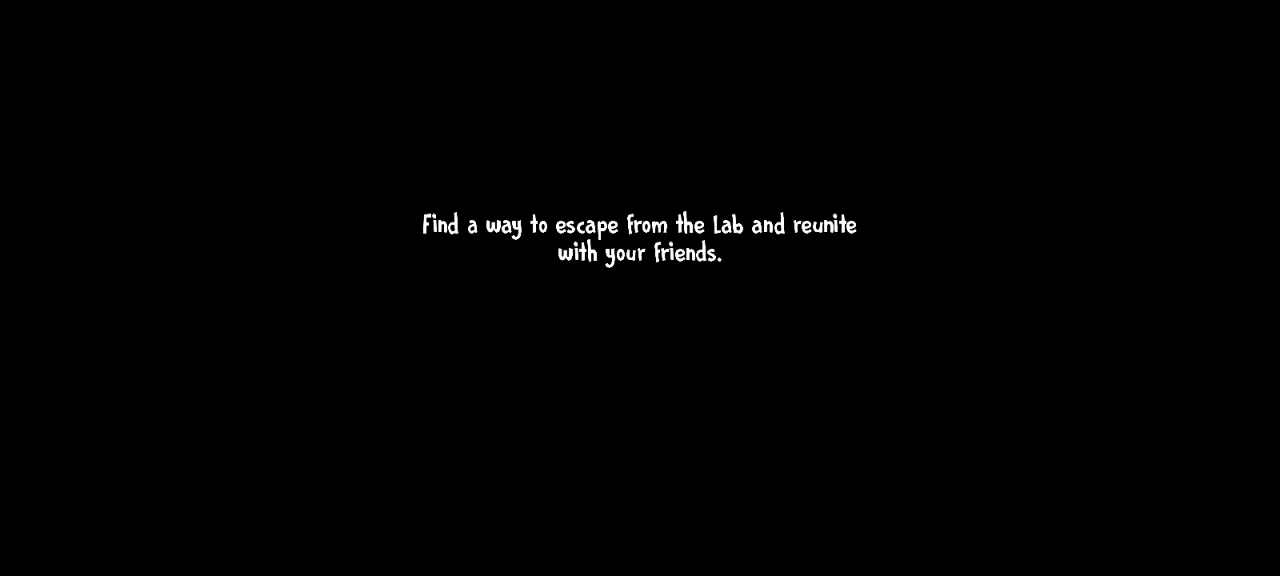 Find a way to escape from the Lab and reunite
with your friends.